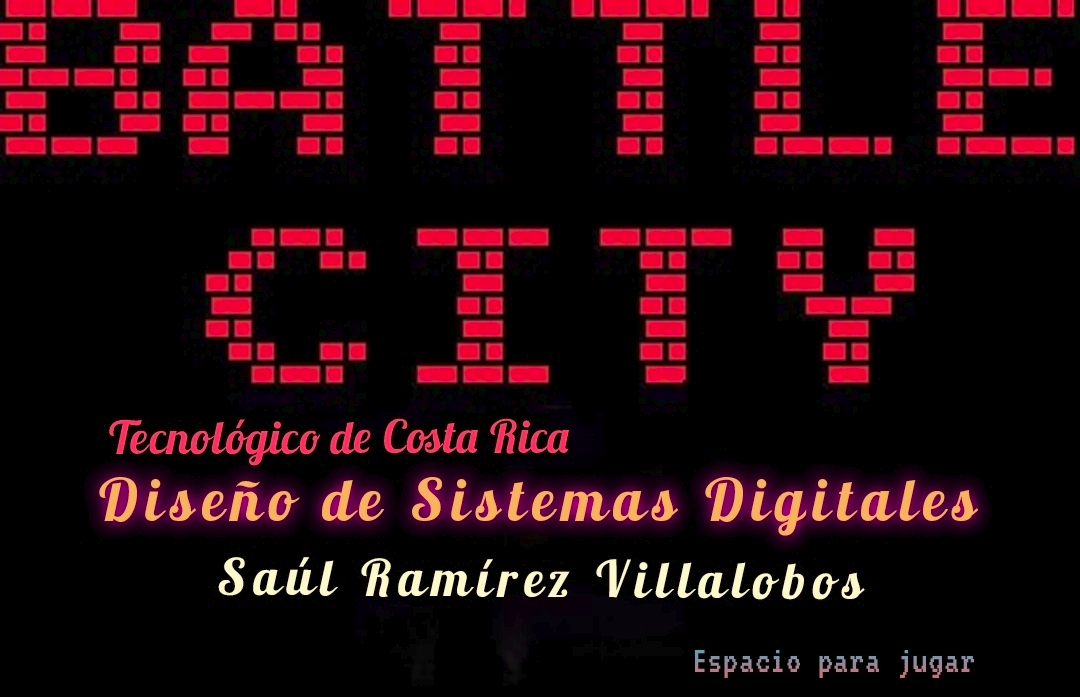 BATTLE
CITY
Tecnológico de Costa Rica
Diseño de Sistemas Digitales
Saúl Ramírez Villalobos
Espacio para jugar